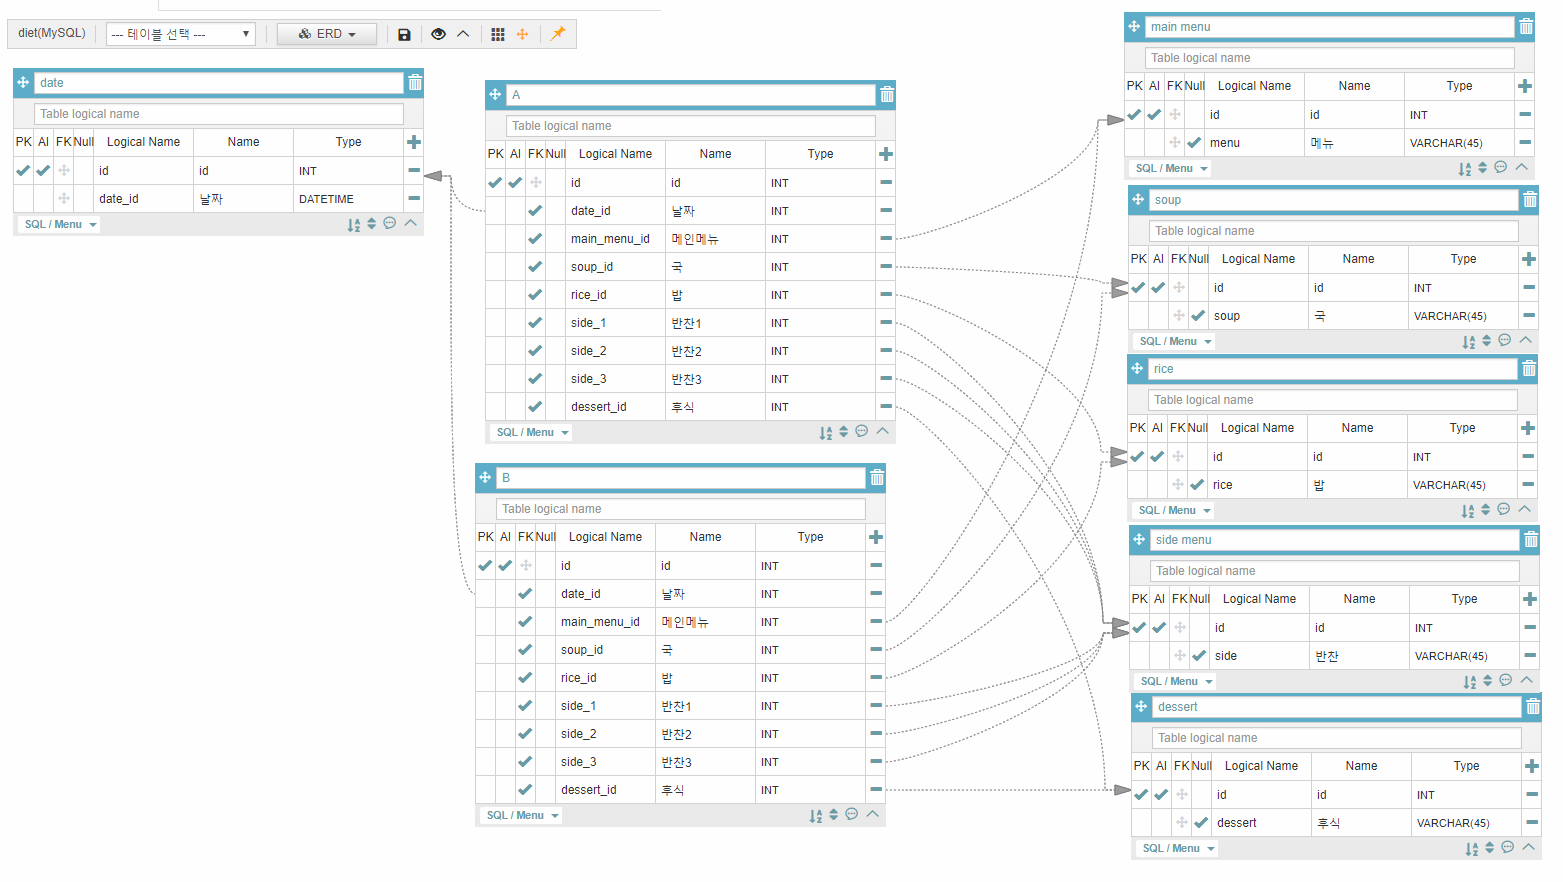 diet(MySQL) --- 테이블 선택 --- ERD
date
Table logical name
PK AI FK Null Logical Name Name Type
id id INT
date_id 날짜 DATETIME
SQL / Menu
A
Table logical name
PK AI FK Null Logical Name Name Type
id id INT
date_id 날짜 INT
main_menu_id 메인메뉴 INT
soup_id 국 INT
rice_id 밥 INT
side_1 반찬1 INT
side_2 반찬2 INT
side_3 반찬3 INT
dessert_id 후식 INT
SQL / Menu
B
Table logical name
PK AI FK Null Logical Name Name Type
id id INT
date_id 날짜 INT
main_menu_id 메인메뉴 INT
soup_id 국 INT
rice_id 밥 INT
side_1 반찬1 INT
side_2 반찬2 INT
side_3 반찬3 INT
dessert_id 후식 INT
SQL / Menu
main menu
Table logical name
PK AI FK Null Logical Name Name Type
id id INT
menu 메뉴 VARCHAR(45)
SQL / Menu
soup
Table logical name
PK AI FK Null Logical Name Name Type
id id INT
soup 국 VARCHAR(45)
SQL / Menu
rice
Table logical name
PK AI FK Null Logical Name Name Type
id id INT
rice 밥 VARCHAR(45)
SQL / Menu
side menu
Table logical name
PK AI FK Null Logical Name Name Type
id id INT
side 반찬 VARCHAR(45)
SQL / Menu
dessert
Table logical name
PK AI FK Null Logical Name Name Type
id id INT
dessert 후식 VARCHAR(45)
SQL / Menu